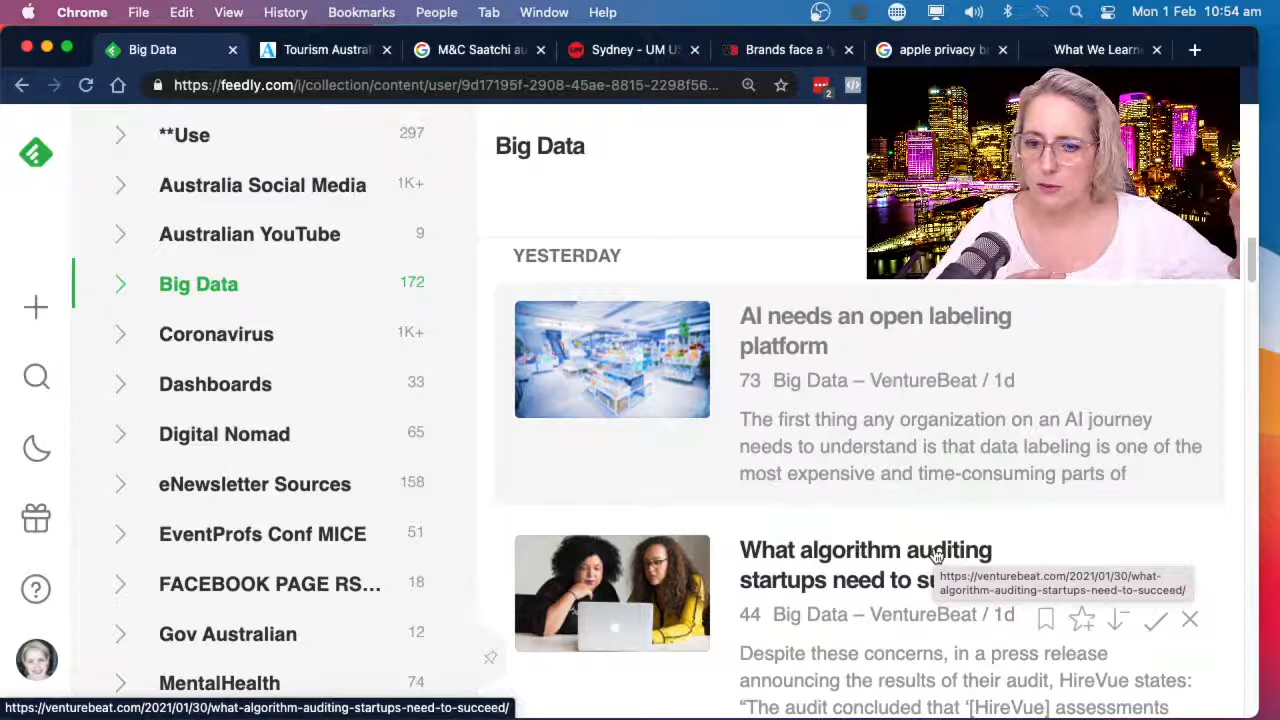 Chrome File Edit View History Bookmarks People Tab Window Help Mon 1 Feb 10:54 am
Big Data
Tourism Austral
M&C Saatchi au
Sydney - UM U
Brands face a
apple privacy b
What We Learn
https://feedly.com/i/collection/content/user/9d17195f-2908-45ae-8815-2298f56...
2
**Use 297
Australia Social Media 1K+
Australian YouTube 9
Big Data 172
Coronavirus 1K+
Dashboards 33
Digital Nomad 65
eNewsletter Sources 158
EventProfs Conf MICE 51
FACEBOOK PAGE RS... 18
Gov Australian 12
MentalHealth 74
Big Data
YESTERDAY
AI needs an open labeling
platform
73 Big Data – VentureBeat / 1d
The first thing any organization on an AI journey
needs to understand is that data labeling is one of the
most expensive and time-consuming parts of
What algorithm auditing
startups need to su
https://venturebeat.com/2021/01/30/what-
algorithm-auditing-startups-need-to-succeed/
44 Big Data – VentureBeat / 1d
Despite these concerns, in a press release
announcing the results of their audit, HireVue states:
“The audit concluded that ‘[HireVue] assessments
https://venturebeat.com/2021/01/30/what-algorithm-auditing-startups-need-to-succeed/